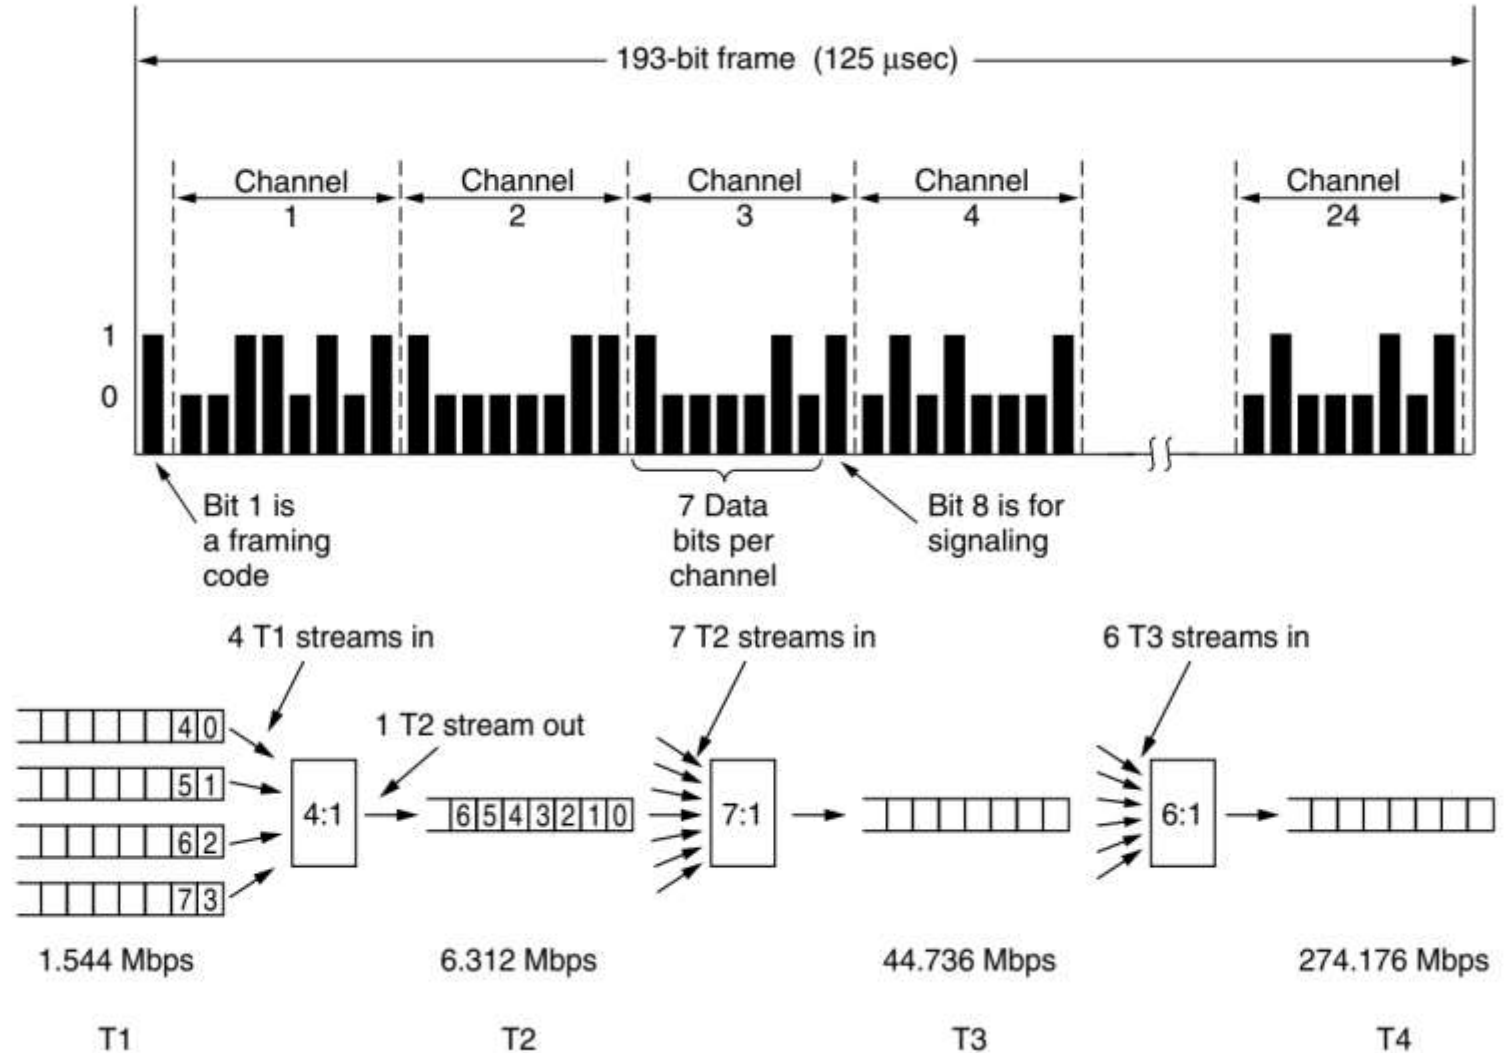 193-bit frame (125 μsec)
Channel
1
Channel
2
Channel
3
Channel
4
Channel
24
1
0
Bit 1 is
a framing
code
7 Data
bits per
channel
Bit 8 is for
signaling
4 T1 streams in
7 T2 streams in
6 T3 streams in
1 T2 stream out
4 0
5 1
6 2
7 3
4:1
6 5 4 3 2 1 0
7:1
6:1
1.544 Mbps
6.312 Mbps
44.736 Mbps
274.176 Mbps
T1
T2
T3
T4